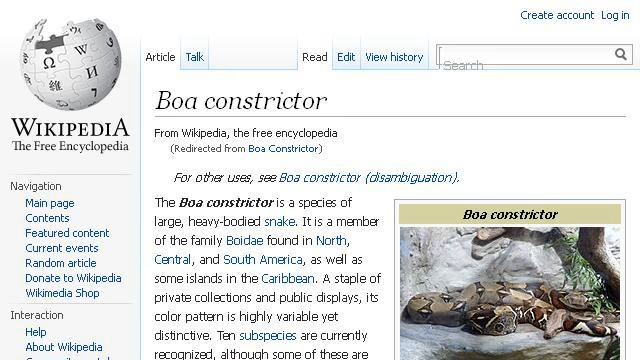 Create account Log in
Article Talk Read Edit View history Search
WIKIPEDIA
The Free Encyclopedia
Boa constrictor
From Wikipedia, the free encyclopedia
(Redirected from Boa Constrictor)
For other uses, see Boa constrictor (disambiguation).
Navigation
Main page
Contents
Featured content
Current events
Random article
Donate to Wikipedia
Wikimedia Shop
Interaction
Help
About Wikipedia
The Boa constrictor is a species of
large, heavy-bodied snake. It is a member
of the family Boidae found in North,
Central, and South America, as well as
some islands in the Caribbean. A staple of
private collections and public displays, its
color pattern is highly variable yet
distinctive. Ten subspecies are currently
recognized, although some of these are
Boa constrictor